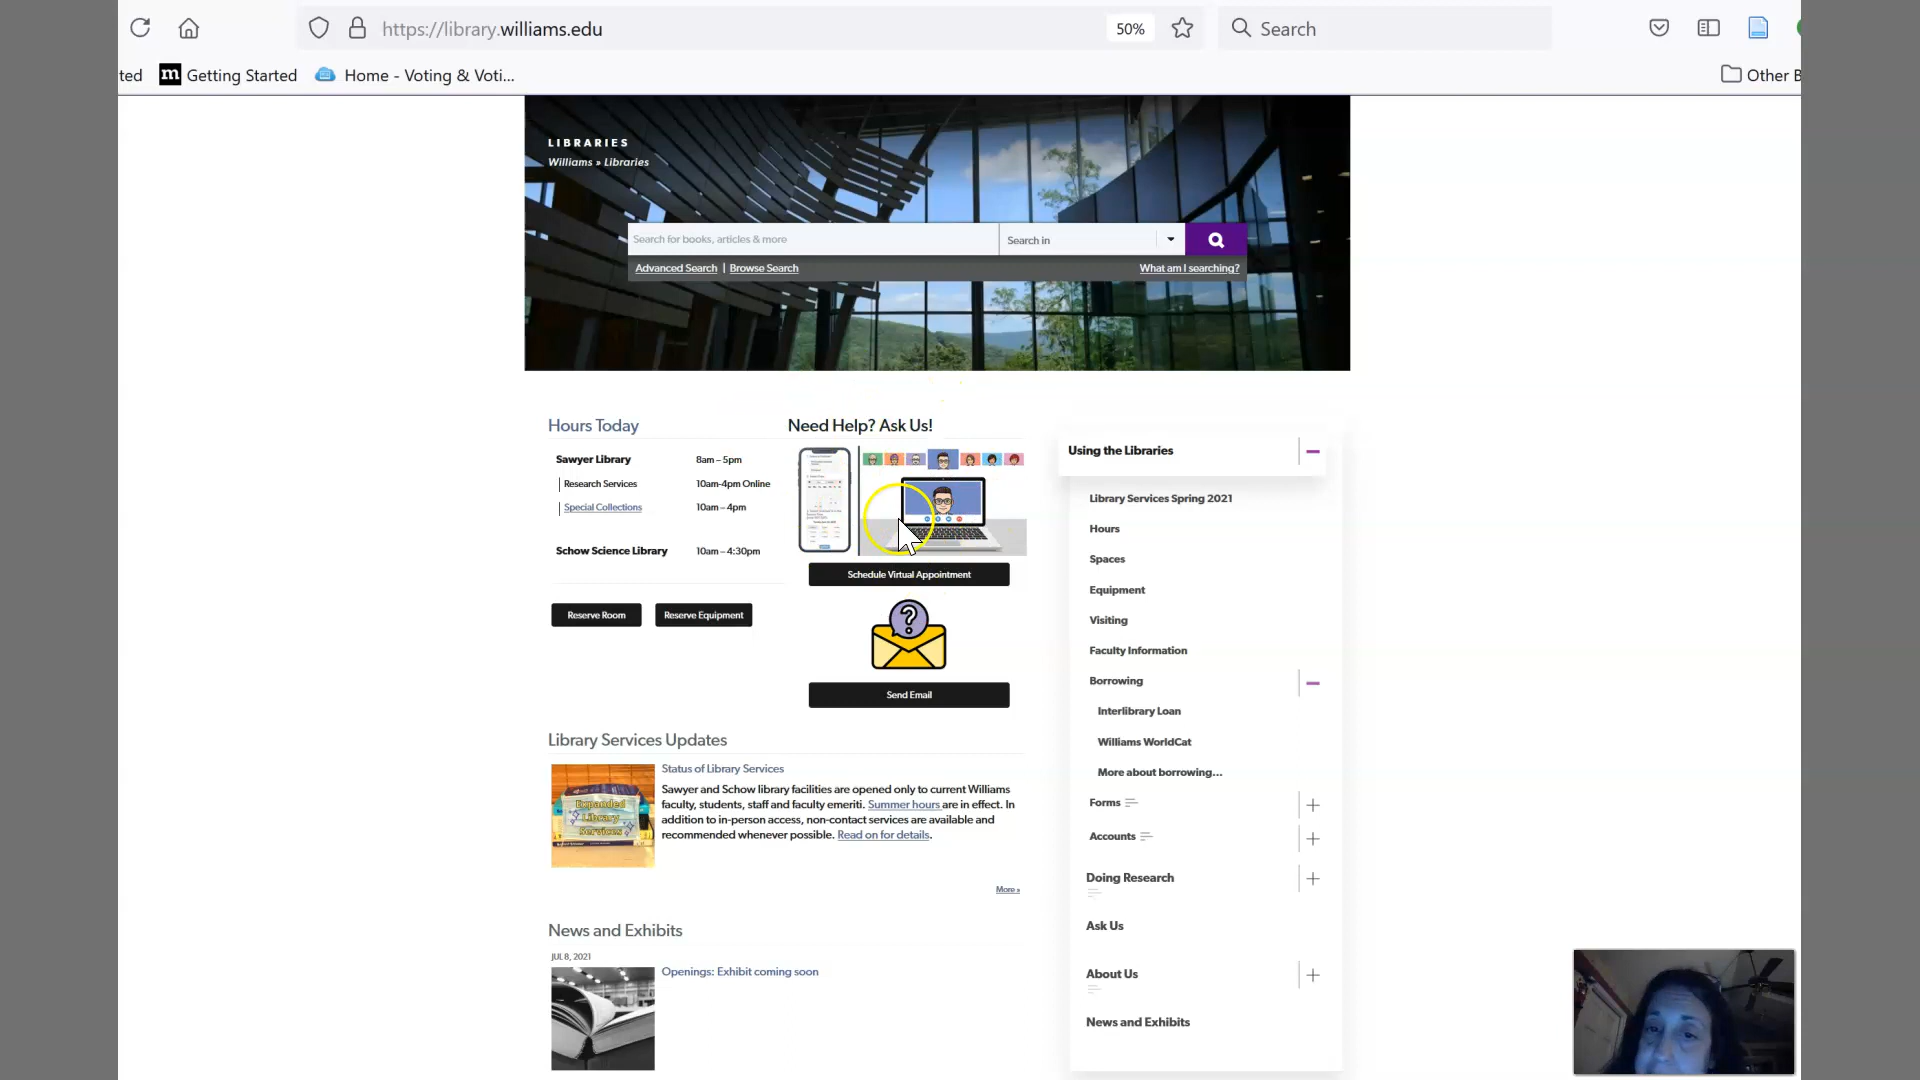 https://library.williams.edu
50%
Search
ted
m Getting Started
Home - Voting & Voti...
Other B
LIBRARIES
Williams » Libraries
Search for books, articles & more
Search in
Advanced Search | Browse Search
What am I searching?
Hours Today
Sawyer Library 8am – 5pm
Research Services 10am-4pm Online
Special Collections 10am – 4pm
Schow Science Library 10am – 4:30pm
Reserve Room
Reserve Equipment
Need Help? Ask Us!
Schedule Virtual Appointment
?
Send Email
Library Services Updates
Expanded
Library
Services
Status of Library Services
Sawyer and Schow library facilities are opened only to current Williams
faculty, students, staff and faculty emeriti. Summer hours are in effect. In
addition to in-person access, non-contact services are available and
recommended whenever possible. Read on for details.
More »
News and Exhibits
JUL 8, 2021
Openings: Exhibit coming soon
Using the Libraries
Library Services Spring 2021
Hours
Spaces
Equipment
Visiting
Faculty Information
Borrowing
Interlibrary Loan
Williams WorldCat
More about borrowing...
Forms
Accounts
Doing Research
Ask Us
About Us
News and Exhibits